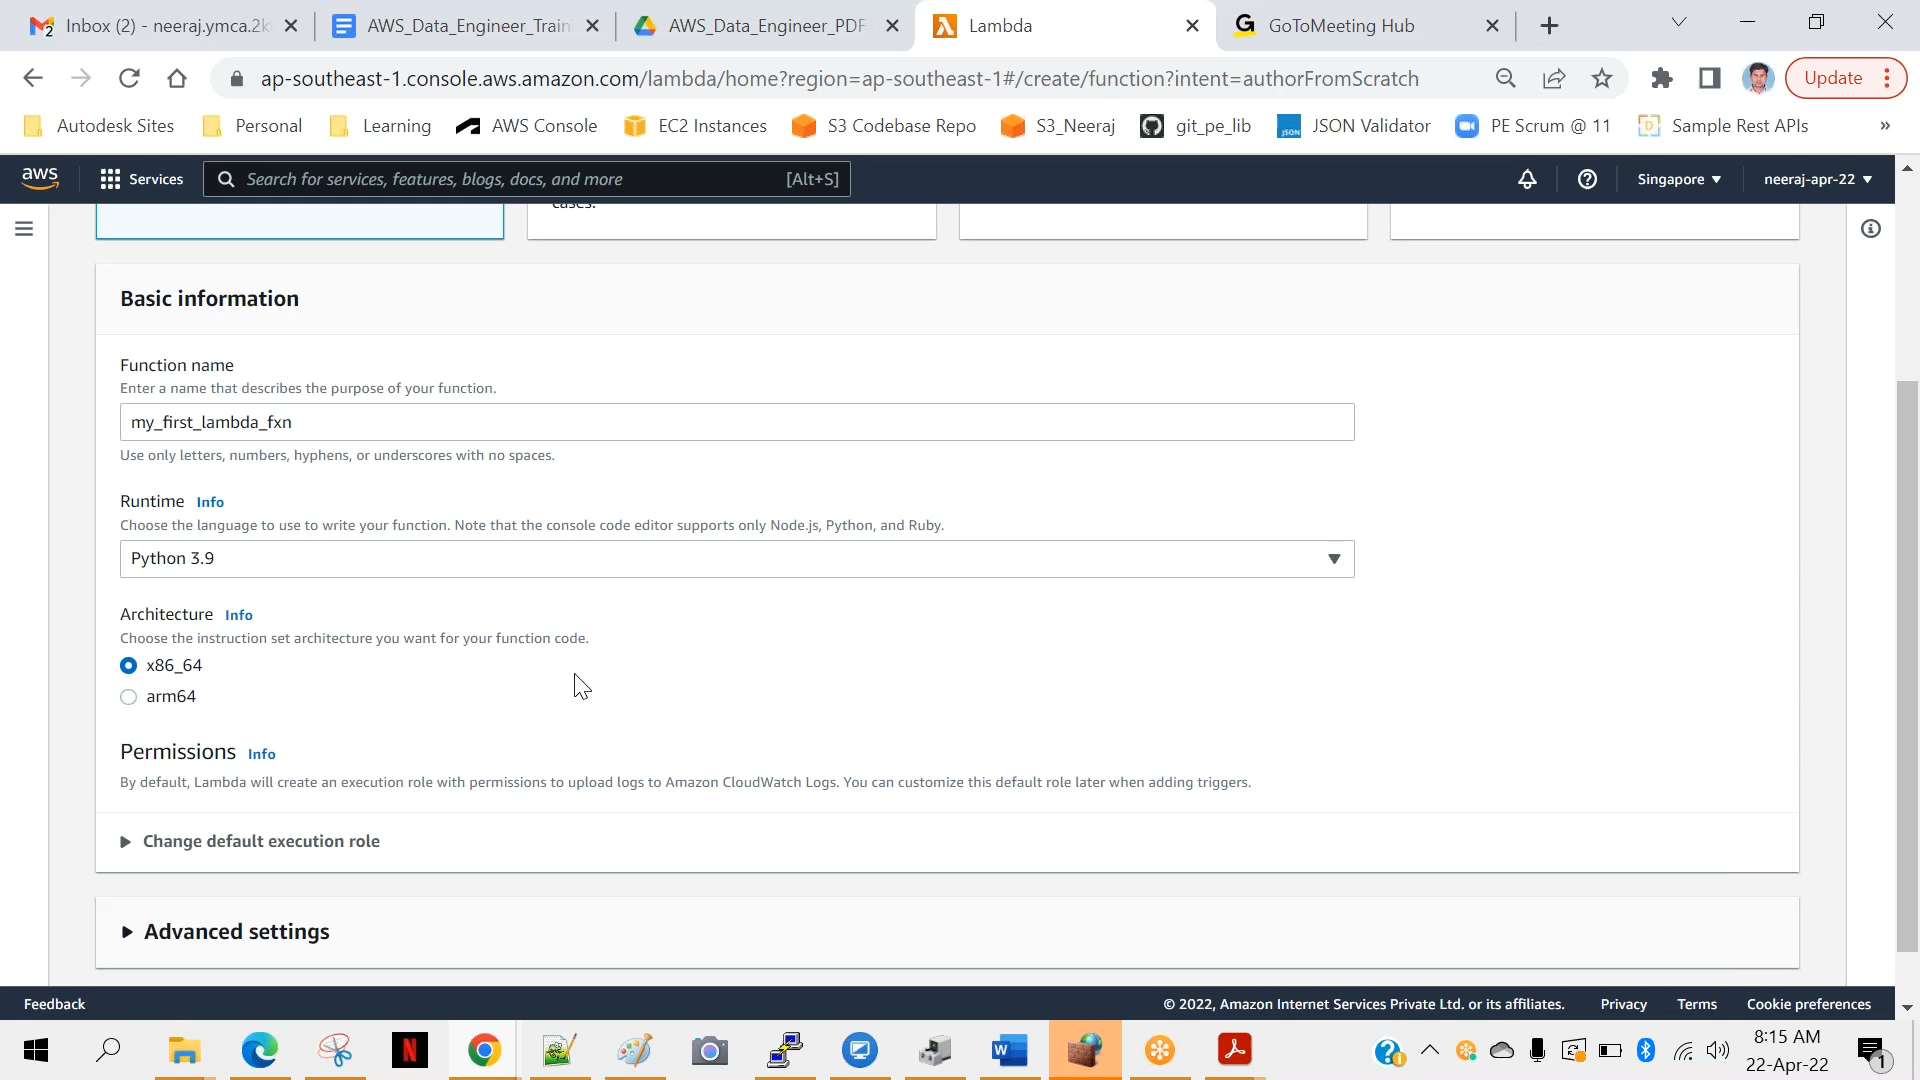 Inbox (2) - neeraj.ymca.2k
AWS_Data_Engineer_Traini
AWS_Data_Engineer_PDF
Lambda
GoToMeeting Hub
ap-southeast-1.console.aws.amazon.com/lambda/home?region=ap-southeast-1#/create/function?intent=authorFromScratch
Update
Autodesk Sites
Personal
Learning
AWS Console
EC2 Instances
S3 Codebase Repo
S3_Neeraj
git_pe_lib
JSON
JSON Validator
PE Scrum @ 11
Sample Rest APIs
»
aws
Services
Search for services, features, blogs, docs, and more
[Alt+S]
Singapore
neeraj-apr-22
cases.
Basic information
Function name
Enter a name that describes the purpose of your function.
my_first_lambda_fxn
Use only letters, numbers, hyphens, or underscores with no spaces.
Runtime Info
Choose the language to use to write your function. Note that the console code editor supports only Node.js, Python, and Ruby.
Python 3.9
Architecture Info
Choose the instruction set architecture you want for your function code.
x86_64
arm64
Permissions Info
By default, Lambda will create an execution role with permissions to upload logs to Amazon CloudWatch Logs. You can customize this default role later when adding triggers.
Change default execution role
Advanced settings
Feedback
© 2022, Amazon Internet Services Private Ltd. or its affiliates.
Privacy
Terms
Cookie preferences
8:15 AM
22-Apr-22
1